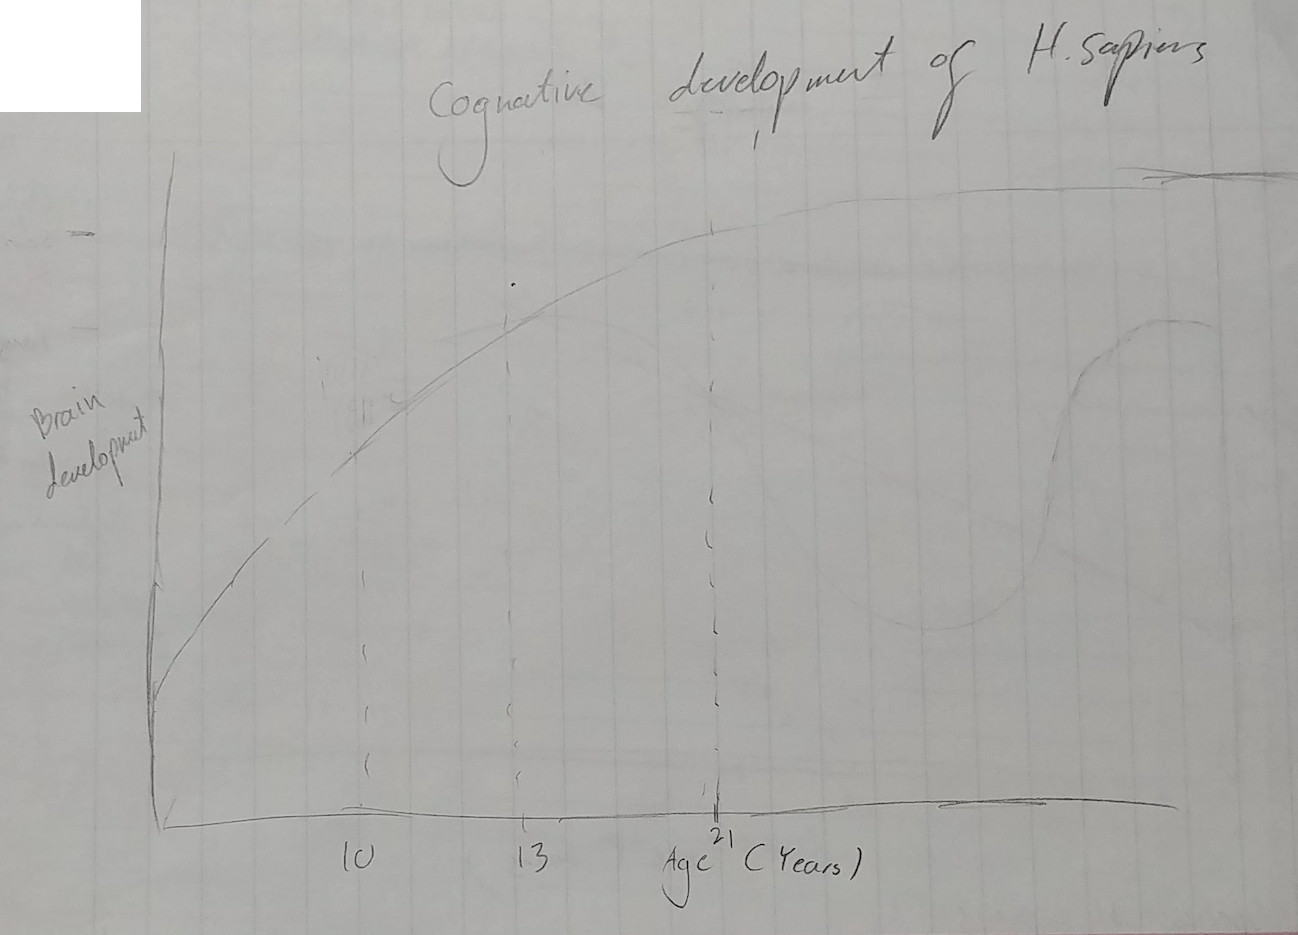 Cognative development of H. sapiens
Brain
development
10
13
21
Age (Years)